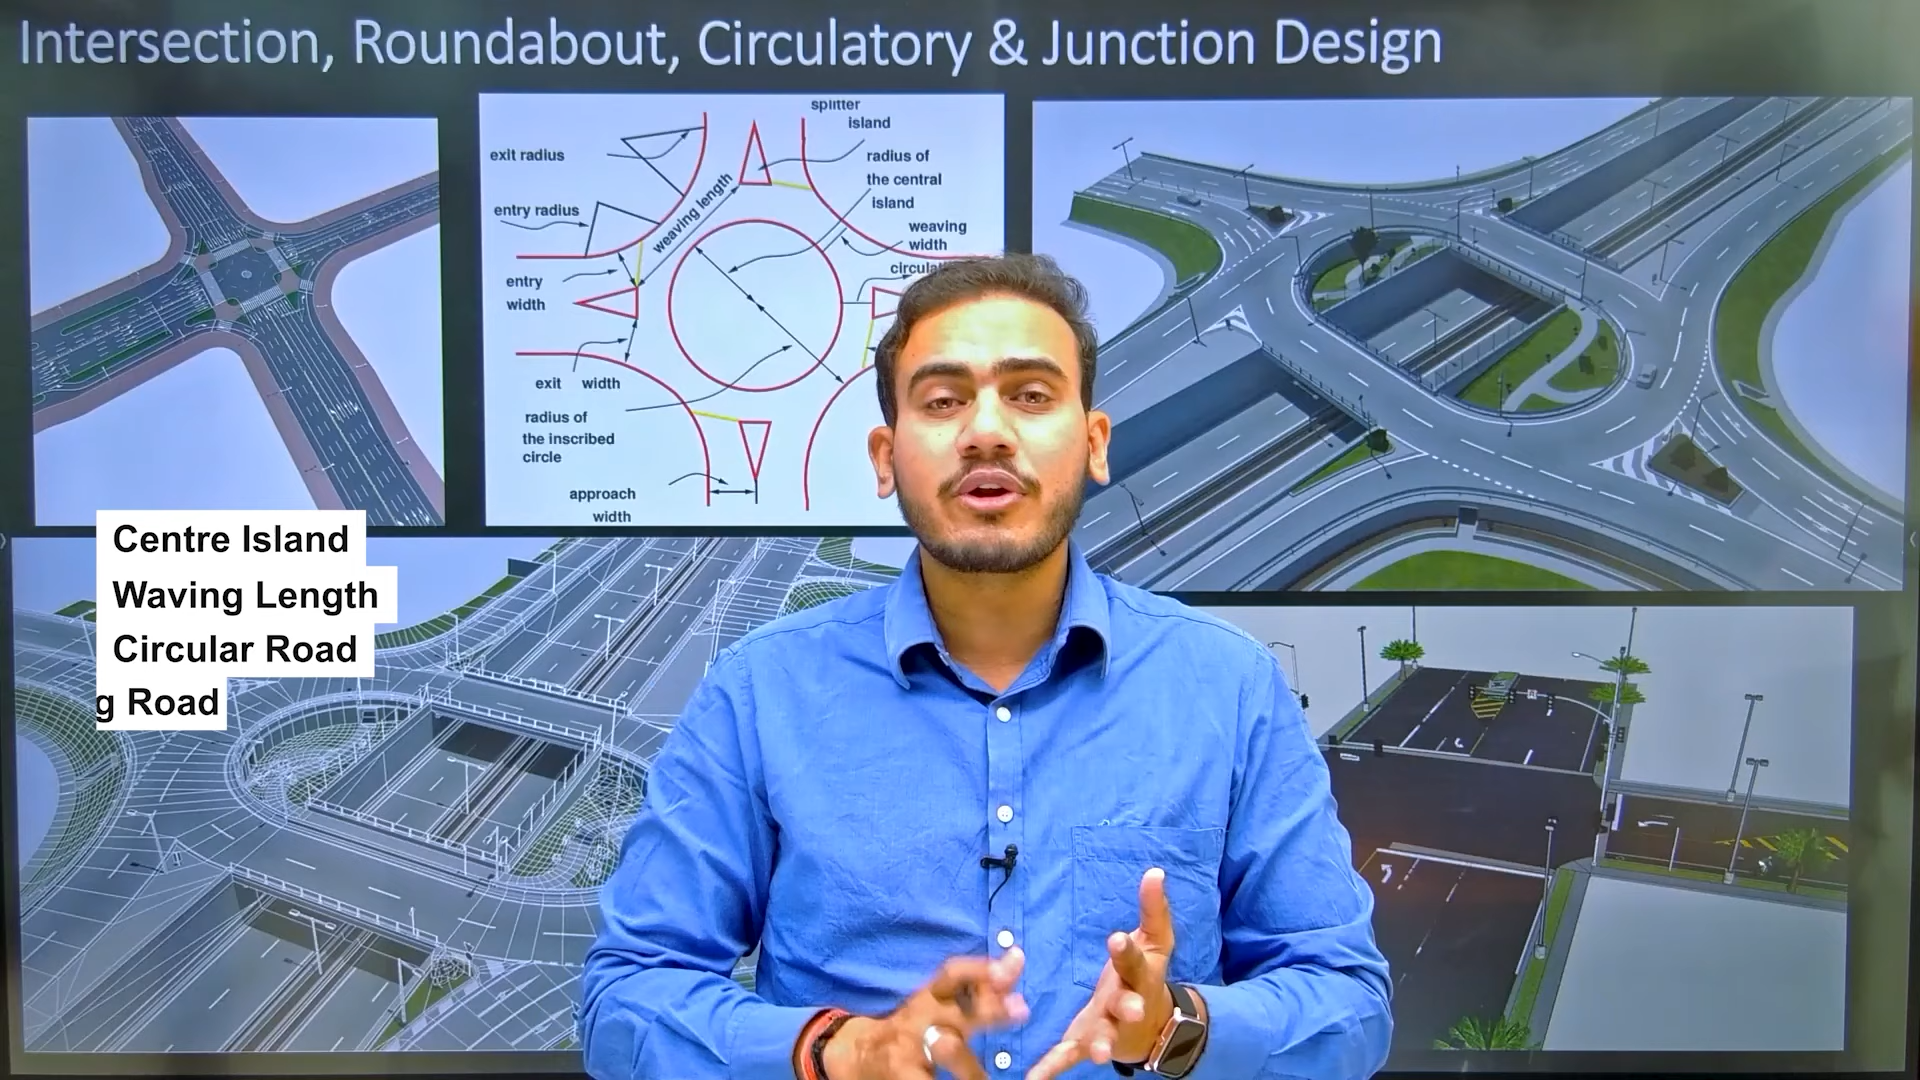 Intersection, Roundabout, Circulatory & Junction Design
splitter
island
exit radius
radius of
the central
island
entry radius
weaving length
weaving
width
entry
width
exit width
radius of
the inscribed
circle
approach
width
Centre Island
Waving Length
Circular Road
Road